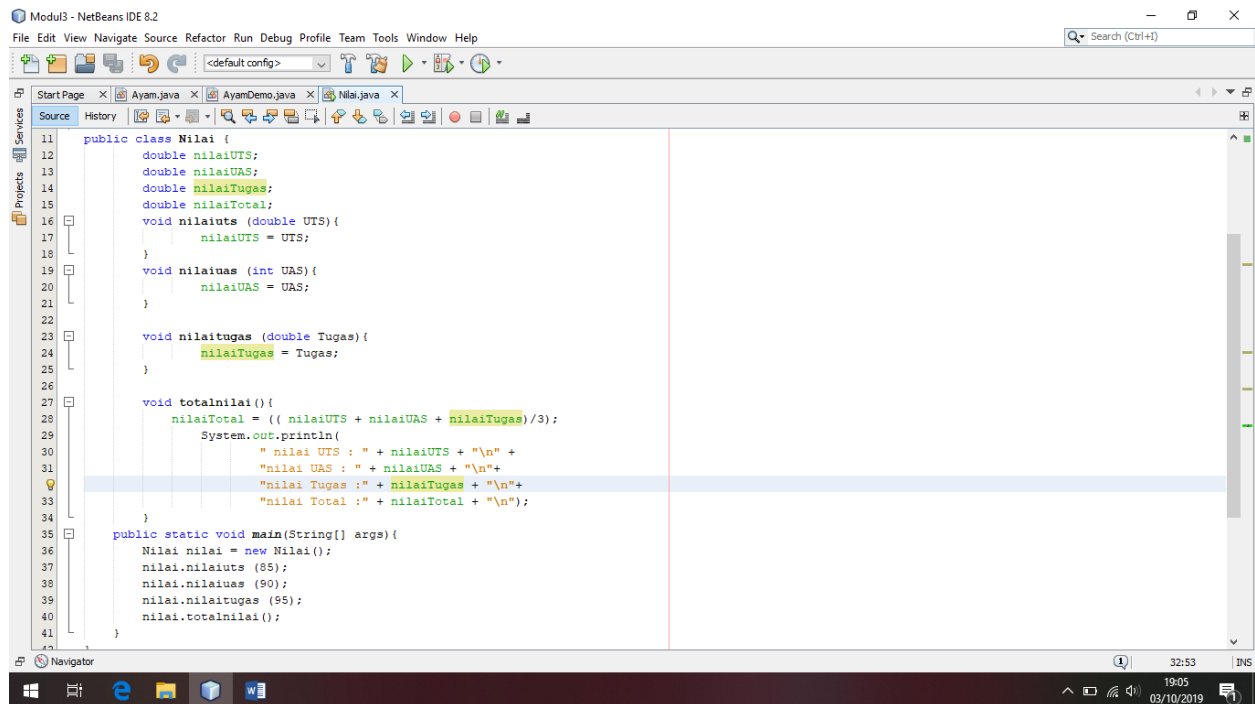 Modul3 - NetBeans IDE 8.2
File Edit View Navigate Source Refactor Run Debug Profile Team Tools Window Help
Search (Ctrl+I)
<default config>
Start Page Ayam.java AyamDemo.java Nilai.java
Source History
Services
Projects
11 public class Nilai {
12 double nilaiUTS;
13 double nilaiUAS;
14 double nilaiTugas;
15 double nilaiTotal;
16 void nilaiuts (double UTS){
17 nilaiUTS = UTS;
18 }
19 void nilaiuas (int UAS){
20 nilaiUAS = UAS;
21 }
22
23 void nilaitugas (double Tugas){
24 nilaiTugas = Tugas;
25 }
26
27 void totalnilai(){
28 nilaiTotal = (( nilaiUTS + nilaiUAS + nilaiTugas)/3);
29 System.out.println(
30 " nilai UTS : " + nilaiUTS + "\n" +
31 "nilai UAS : " + nilaiUAS + "\n"+
"nilai Tugas :" + nilaiTugas + "\n"+
33 "nilai Total :" + nilaiTotal + "\n");
34 }
35 public static void main(String[] args){
36 Nilai nilai = new Nilai();
37 nilai.nilaiuts (85);
38 nilai.nilaiuas (90);
39 nilai.nilaitugas (95);
40 nilai.totalnilai();
41 }
Navigator
1 32:53 INS
19:05
03/10/2019